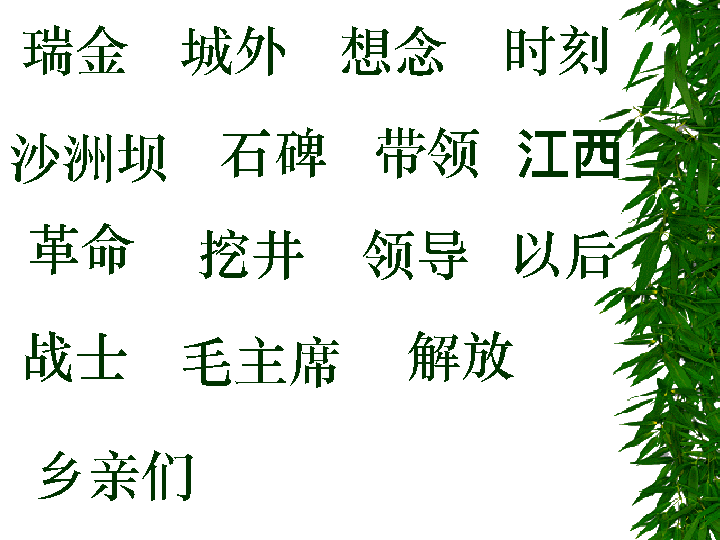 瑞金 城外 想念 时刻
沙洲坝 石碑 带领 江西
革命 挖井 领导 以后
战士 毛主席 解放
乡亲们